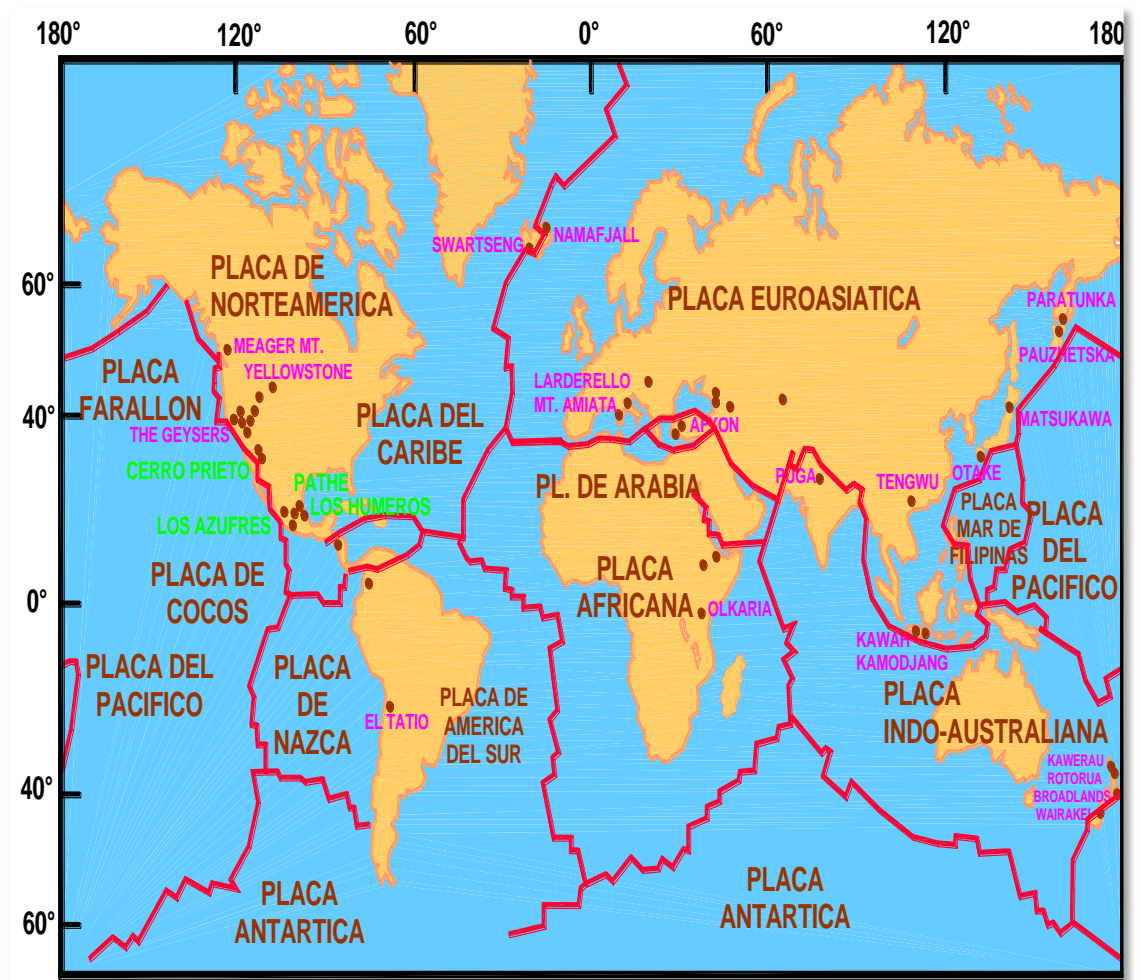 180°
120°
60°
0°
60°
120°
180
60°
40°
0°
40°
60°
SWARTSENG
NAMAFJALL
PLACA DE
NORTEAMERICA
PLACA EUROASIATICA
PARATUNKA
PAUZHETSKA
MEAGER MT.
YELLOWSTONE
PLACA
FARALLON
LARDERELLO
MT. AMIATA
PLACA DEL
CARIBE
AFYON
MATSUKAWA
THE GEYSERS
CERRO PRIETO
PATHE
LOS HUMEROS
LOS AZUFRES
PL. DE ARABIA
PUGA
TENGWU
OTAKE
PLACA
MAR DE
FILIPINAS
PLACA
DEL
PACIFICO
PLACA DE
COCOS
PLACA
AFRICANA
OLKARIA
KAWAH
KAMODJANG
PLACA DEL
PACIFICO
PLACA
DE
NAZCA
EL TATIO
PLACA DE
AMERICA
DEL SUR
PLACA
INDO-AUSTRALIANA
KAWERAU
ROTORUA
BROADLANDS
WAIRAKEI
PLACA
ANTARTICA
PLACA
ANTARTICA